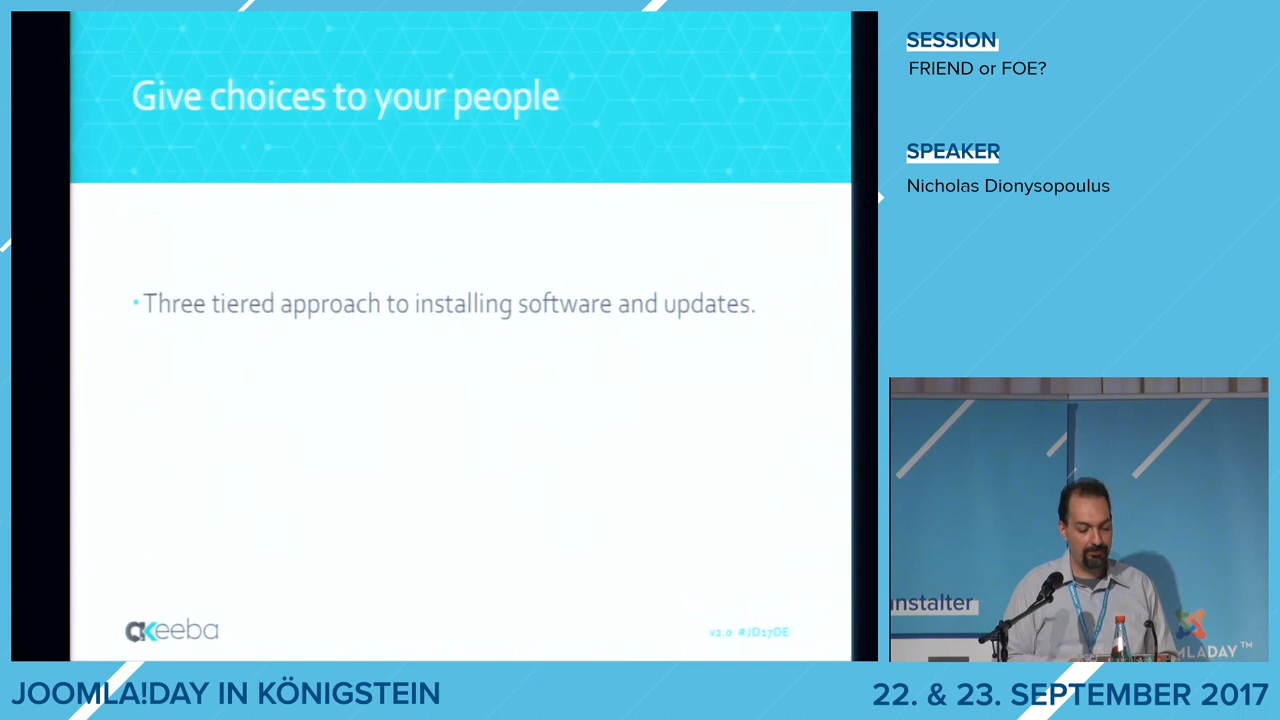 Give choices to your people
• Three tiered approach to installing software and updates.
akeeba
v2.0 #JD17DE
SESSION
FRIEND or FOE?
SPEAKER
Nicholas Dionysopoulus
nstalter
MLADAY™
JOOMLA!DAY IN KÖNIGSTEIN
22. & 23. SEPTEMBER 2017